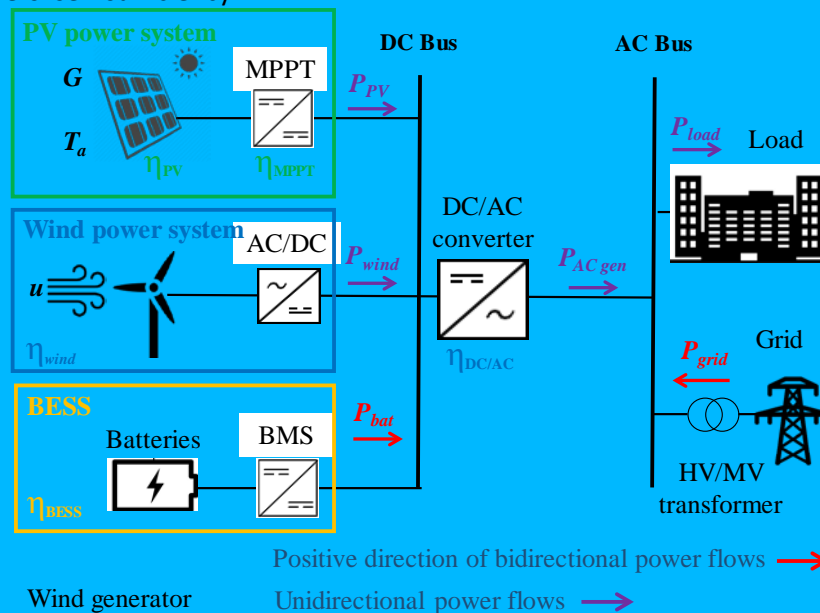 PV power system
DC Bus
AC Bus
G
MPPT
P_PV
P_load
Load
T_a
η_PV
η_MPPT
Wind power system
AC/DC
DC/AC
converter
P_wind
P_AC gen
u
η_wind
η_DC/AC
P_grid
Grid
BESS
P_bat
Batteries
BMS
HV/MV
transformer
η_BESS
Positive direction of bidirectional power flows
Wind generator
Unidirectional power flows